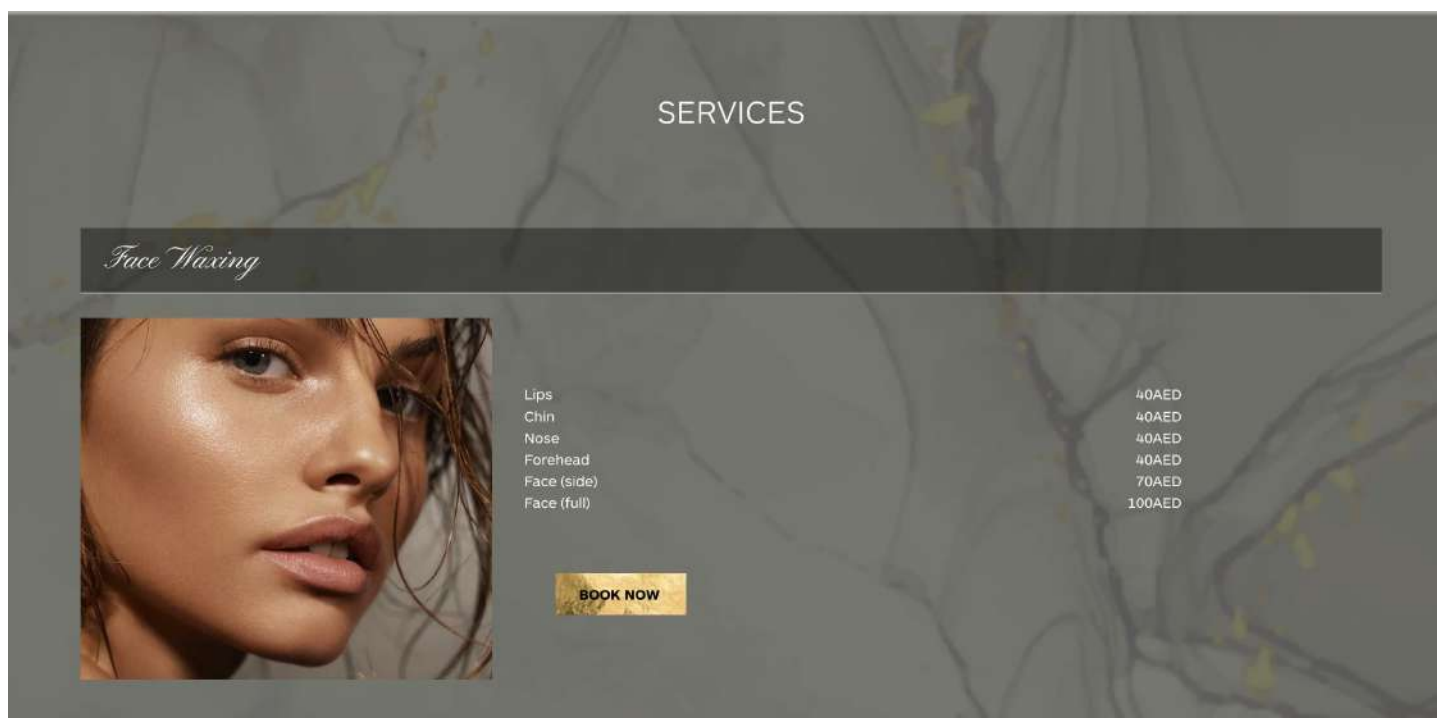 SERVICES
Face Waxing
Lips 40AED
Chin 40AED
Nose 40AED
Forehead 40AED
Face (side) 70AED
Face (full) 100AED
BOOK NOW